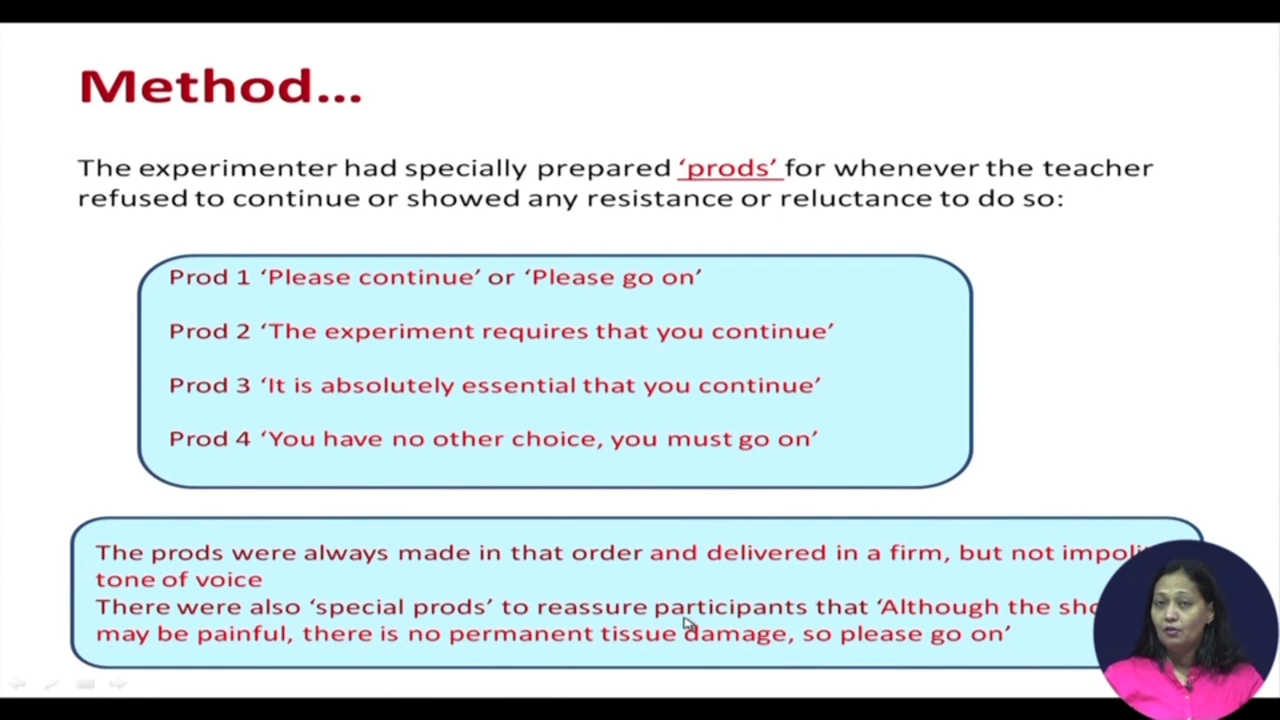 Method...
The experimenter had specially prepared ‘prods’ for whenever the teacher
refused to continue or showed any resistance or reluctance to do so:
Prod 1 ‘Please continue’ or ‘Please go on’
Prod 2 ‘The experiment requires that you continue’
Prod 3 ‘It is absolutely essential that you continue’
Prod 4 ‘You have no other choice, you must go on’
The prods were always made in that order and delivered in a firm, but not
tone of voice
There were also ‘special prods’ to reassure participants that ‘Although the
may be painful, there is no permanent tissue damage, so please go on’